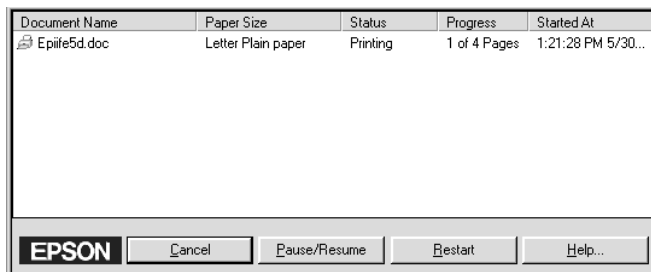 Document Name Paper Size Status Progress Started At
Epiife5d.doc Letter Plain paper Printing 1 of 4 Pages 1:21:28 PM 5/30...
EPSON Cancel Pause/Resume Restart Help...